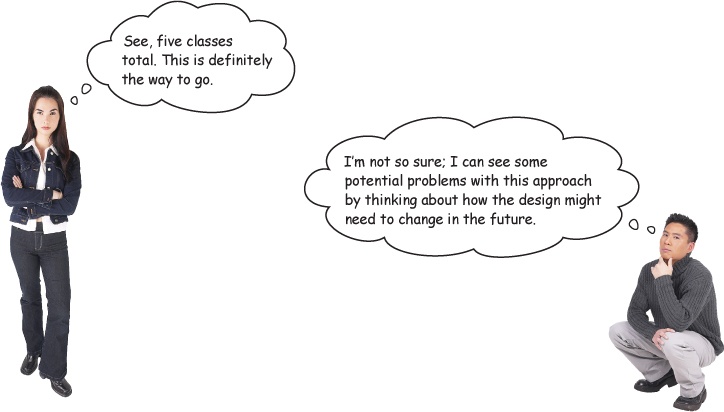 See, five classes
total. This is definitely
the way to go.
I'm not so sure; I can see some
potential problems with this approach
by thinking about how the design might
need to change in the future.